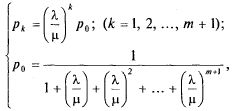 p_k = (λ/μ)^k p_0; (k = 1, 2, ..., m + 1);
p_0 = 1 / (1 + (λ/μ) + (λ/μ)^2 + ... + (λ/μ)^{m+1}),